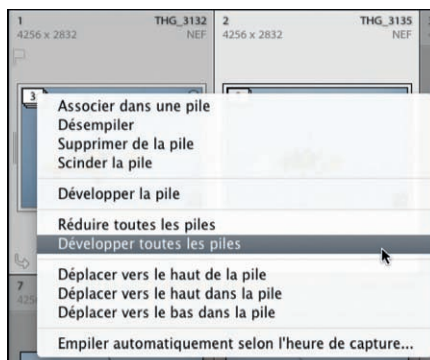 1 THG_3132 2 THG_3135
4256 x 2832 NEF 4256 x 2832 NEF
3
Associer dans une pile
Désempiler
Supprimer de la pile
Scinder la pile
Développer la pile
Réduire toutes les piles
Développer toutes les piles
Déplacer vers le haut de la pile
7 Déplacer vers le haut dans la pile
Déplacer vers le bas dans la pile
Empiler automatiquement selon l'heure de capture...